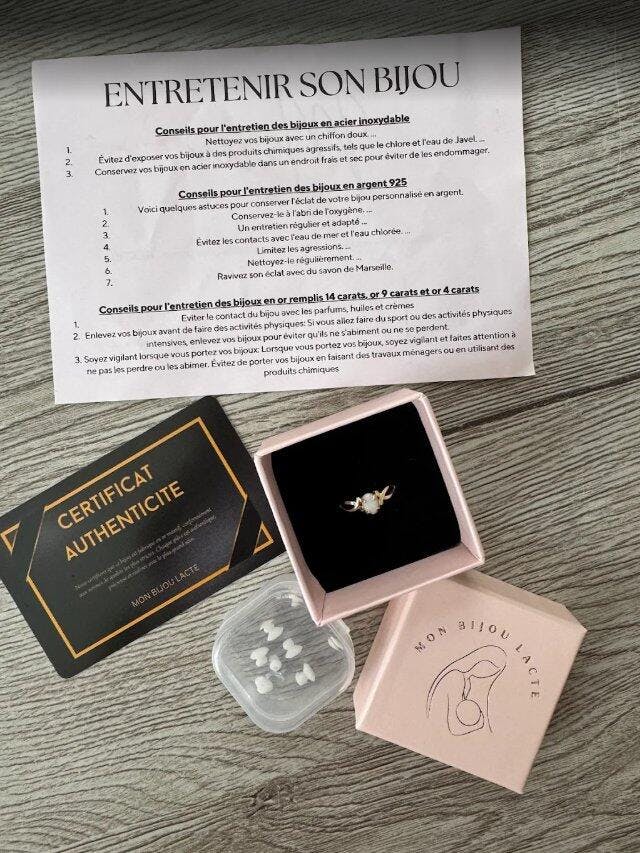 ENTRETENIR SON BIJOU
Conseils pour l'entretien des bijoux en acier inoxydable
1. Nettoyez vos bijoux avec un chiffon doux. ...
2. Évitez d'exposer vos bijoux à des produits chimiques agressifs, tels que le chlore et l'eau de Javel. ...
3. Conservez vos bijoux en acier inoxydable dans un endroit frais et sec pour éviter de les endommager.
Conseils pour l'entretien des bijoux en argent 925
1. Voici quelques astuces pour conserver l'éclat de votre bijou personnalisé en argent.
2. Conservez-le à l'abri de l'oxygène. ...
3. Un entretien régulier et adapté ...
4. Évitez les contacts avec l'eau de mer et l'eau chlorée. ...
5. Limitez les agressions. ...
6. Nettoyez-le régulièrement. ...
7. Ravivez son éclat avec du savon de Marseille.
Conseils pour l'entretien des bijoux en or remplis 14 carats, or 9 carats et or 4 carats
1. Eviter le contact du bijou avec les parfums, huiles et crèmes
2. Enlevez vos bijoux avant de faire des activités physiques: Si vous allez faire du sport ou des activités physiques
intensives, enlevez vos bijoux pour éviter qu'ils ne s'abiment ou ne se perdent.
3. Soyez vigilant lorsque vous portez vos bijoux: Lorsque vous portez vos bijoux, soyez vigilant et faites attention à
ne pas les perdre ou les abimer. Évitez de porter vos bijoux en faisant des travaux ménagers ou en utilisant des
produits chimiques
CERTIFICAT
AUTHENTICITE
MON BIJOU LACTE
MON BIJOU LACTE